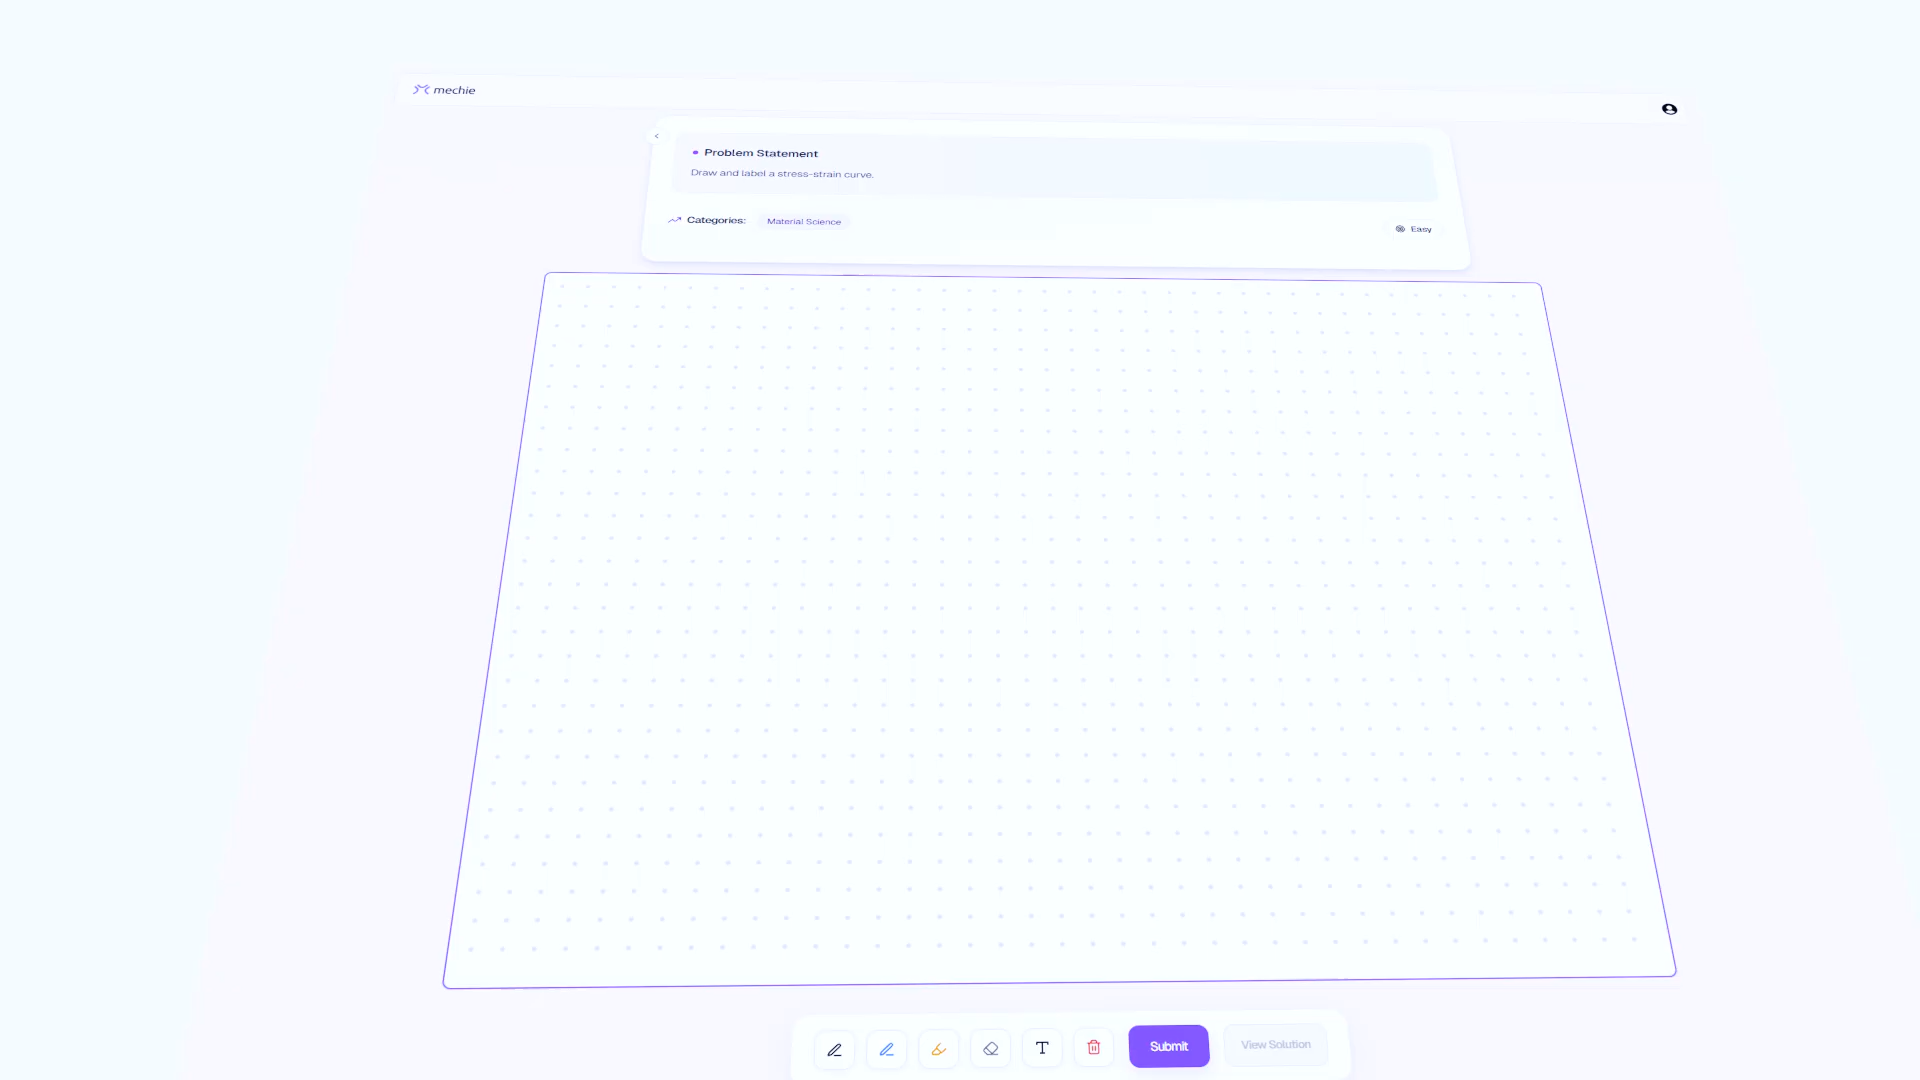 mechie
Problem Statement
Draw and label a stress-strain curve.
Categories: Material Science
Easy
Submit
View Solution